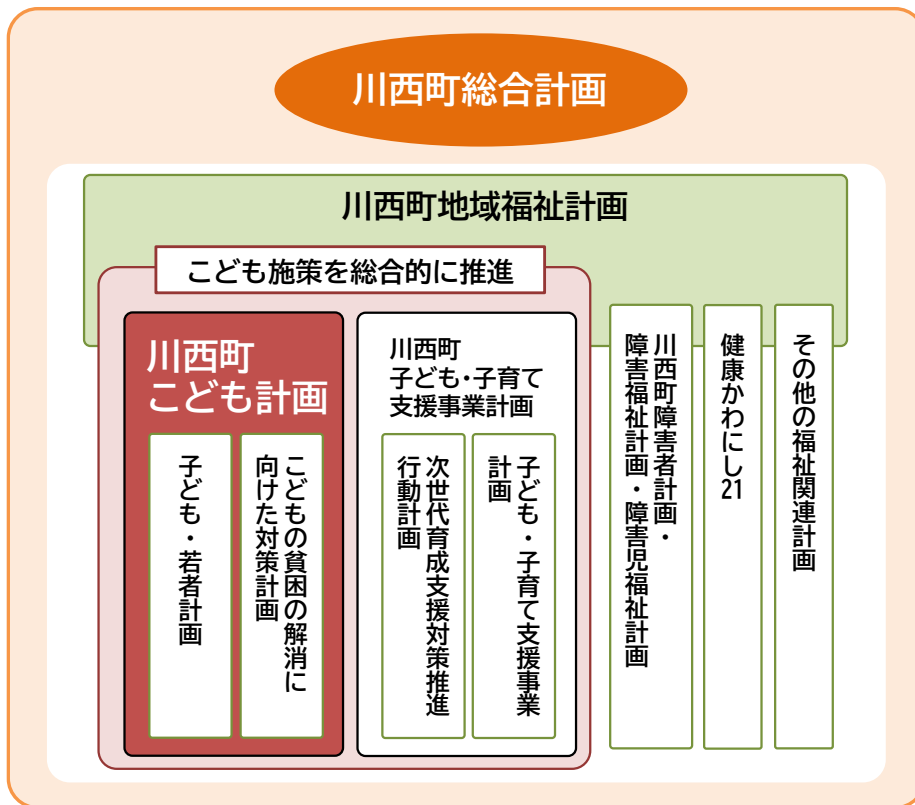 川西町総合計画
川西町地域福祉計画
こども施策を総合的に推進
川西町
こども計画
子ども・若者計画
こどもの貧困の解消に
向けた対策計画
川西町
子ども・子育て
支援事業計画
次世代育成支援対策推進
行動計画
子ども・子育て支援事業
計画
川西町障害者計画・
障害福祉計画・障害児福祉計画
健康かわにし21
その他の福祉関連計画